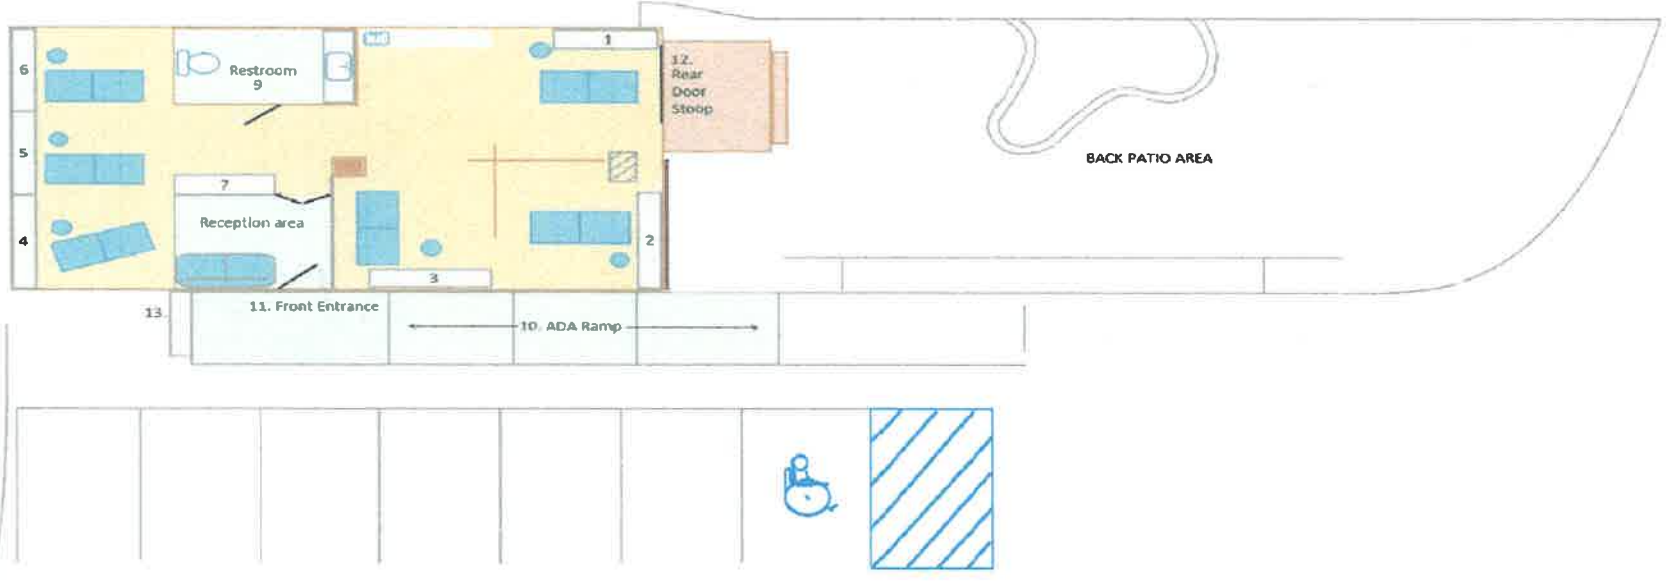 1
12.
Rear
Door
Stoop
6
Restroom
9
5
BACK PATIO AREA
7
Reception area
4
2
3
13.
11. Front Entrance
10. ADA Ramp